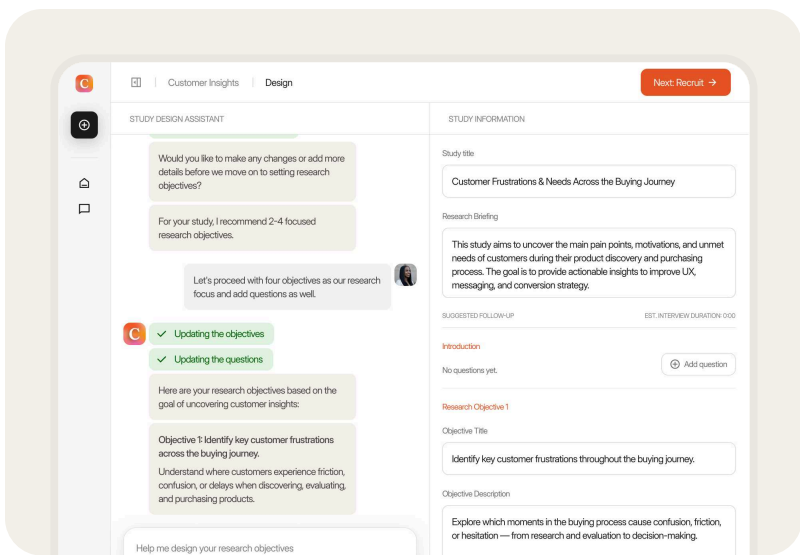 C
Customer Insights
Design
Next: Recruit →
STUDY DESIGN ASSISTANT
Would you like to make any changes or add more
details before we move on to setting research
objectives?
For your study, I recommend 2-4 focused
research objectives.
Let's proceed with four objectives as our research
focus and add questions as well.
C
Updating the objectives
Updating the questions
Here are your research objectives based on the
goal of uncovering customer insights:
Objective 1: Identify key customer frustrations
across the buying journey.
Understand where customers experience friction,
confusion, or delays when discovering, evaluating,
and purchasing products.
Help me design your research objectives
STUDY INFORMATION
Study title
Customer Frustrations & Needs Across the Buying Journey
Research Briefing
This study aims to uncover the main pain points, motivations, and unmet
needs of customers during their product discovery and purchasing
process. The goal is to provide actionable insights to improve UX,
messaging, and conversion strategy.
SUGGESTED FOLLOW-UP
EST. INTERVIEW DURATION: 0:00
Introduction
No questions yet.
Add question
Research Objective 1
Objective Title
Identify key customer frustrations throughout the buying journey.
Objective Description
Explore which moments in the buying process cause confusion, friction,
or hesitation — from research and evaluation to decision-making.